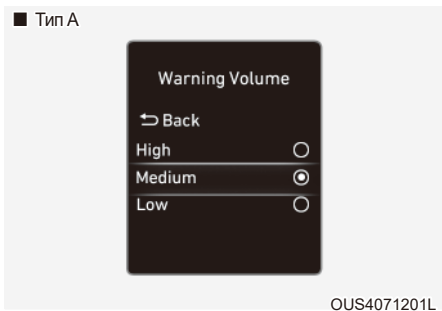 ■ Тип А
Warning Volume
⮌ Back
High
Medium
Low
OUS4071201L